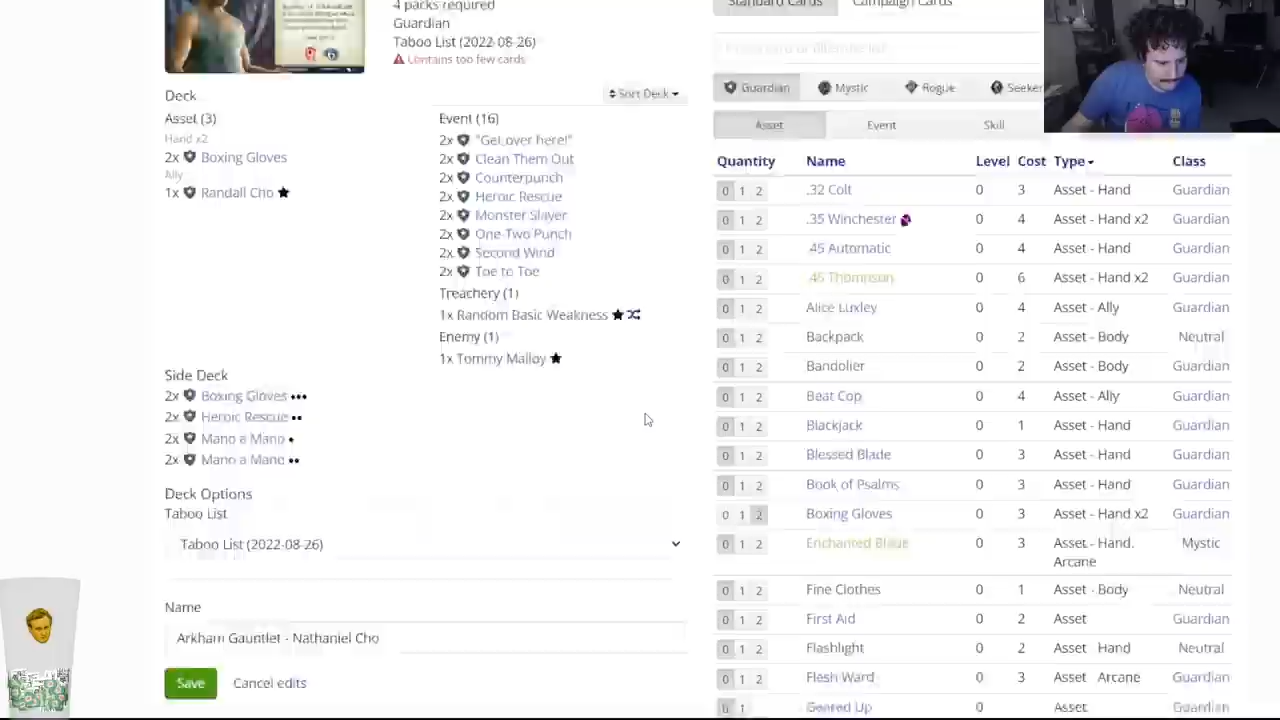 4 packs required
Guardian
Taboo List (2022-08-26)
Contains too few cards
Deck
Sort Deck
Asset (3)
Hand x2
2x Boxing Gloves
Ally
1x Randall Cho
Event (16)
2x "Get over here!"
2x Clean Them Out
2x Counterpunch
2x Heroic Rescue
2x Monster Slayer
2x One-Two Punch
2x Second Wind
2x Toe to Toe
Treachery (1)
1x Random Basic Weakness
Enemy (1)
1x Tommy Malloy
Side Deck
2x Boxing Gloves
2x Heroic Rescue
2x Mano a Mano
2x Mano a Mano
Deck Options
Taboo List
Taboo List (2022-08-26)
Name
Arkham Gauntlet - Nathaniel Cho
Save Cancel edits
Standard Cards Campaign Cards
Guardian Mystic Rogue Seeker
Asset Event Skill
Quantity Name Level Cost Type Class
0 1 2 .32 Colt 0 3 Asset - Hand Guardian
0 1 2 .35 Winchester 0 4 Asset - Hand x2 Guardian
0 1 2 .45 Automatic 0 4 Asset - Hand Guardian
0 1 2 .45 Thompson 0 6 Asset - Hand x2 Guardian
0 1 2 Alice Luxley 0 4 Asset - Ally Guardian
0 1 2 Backpack 0 2 Asset - Body Neutral
0 1 2 Bandolier 0 2 Asset - Body Guardian
0 1 2 Beat Cop 0 4 Asset - Ally Guardian
0 1 2 Blackjack 0 1 Asset - Hand Guardian
0 1 2 Blessed Blade 0 3 Asset - Hand Guardian
0 1 2 Book of Psalms 0 3 Asset - Hand Guardian
0 1 2 Boxing Gloves 0 3 Asset - Hand x2 Guardian
0 1 2 Enchanted Blade 0 3 Asset - Hand. Mystic
Arcane
0 1 2 Fine Clothes 0 1 Asset - Body Neutral
0 1 2 First Aid 0 2 Asset Guardian
0 1 2 Flashlight 0 2 Asset - Hand Neutral
0 1 2 Flesh Ward 0 3 Asset - Arcane Guardian
0 1 2 Geared Up 0 Asset Guardian